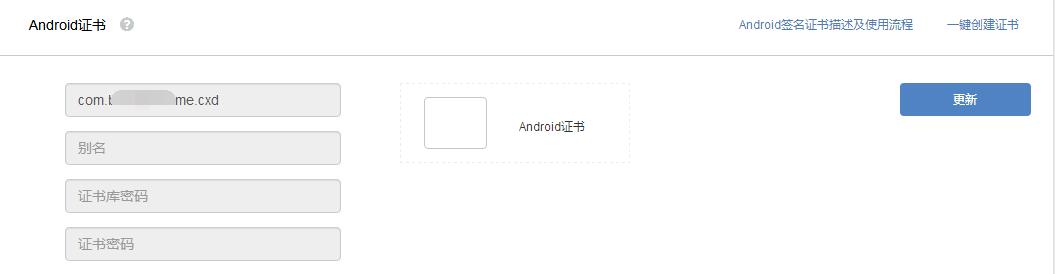 Android证书 ?
Android签名证书描述及使用流程
一键创建证书
com. me.cxd
别名
证书库密码
证书密码
Android证书
更新